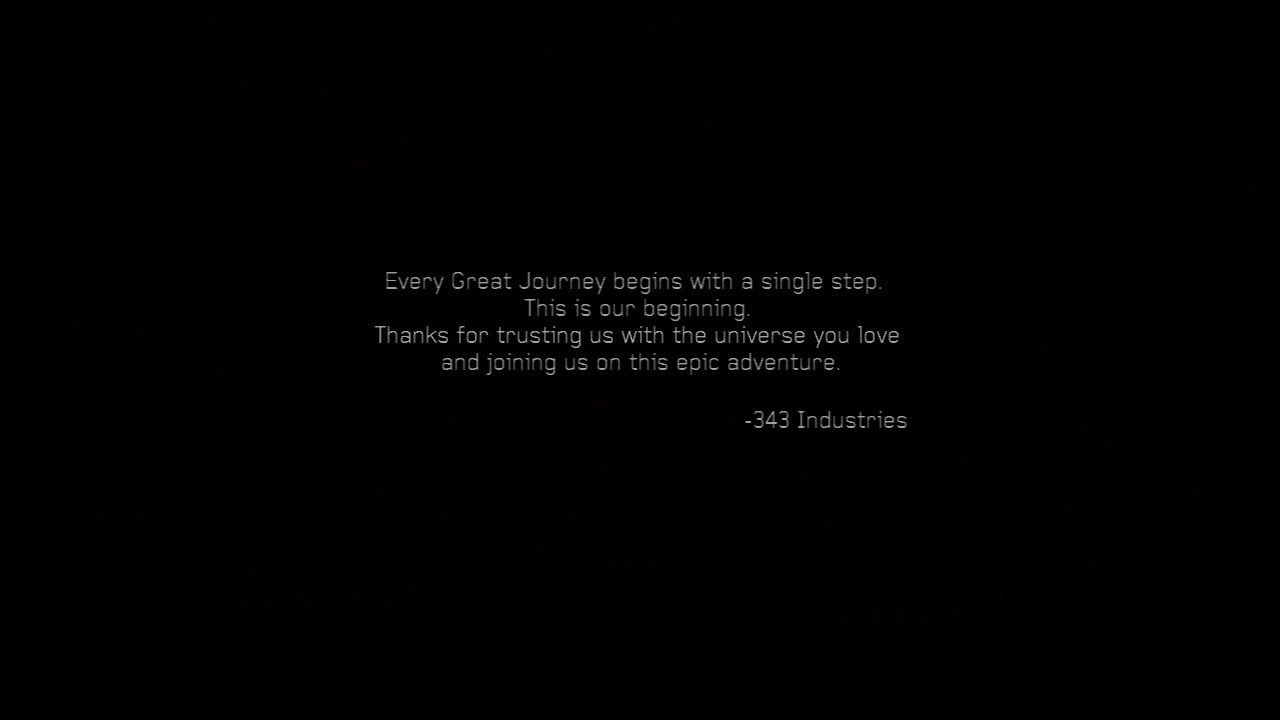 Every Great Journey begins with a single step.
This is our beginning.
Thanks for trusting us with the universe you love
and joining us on this epic adventure.
-343 Industries